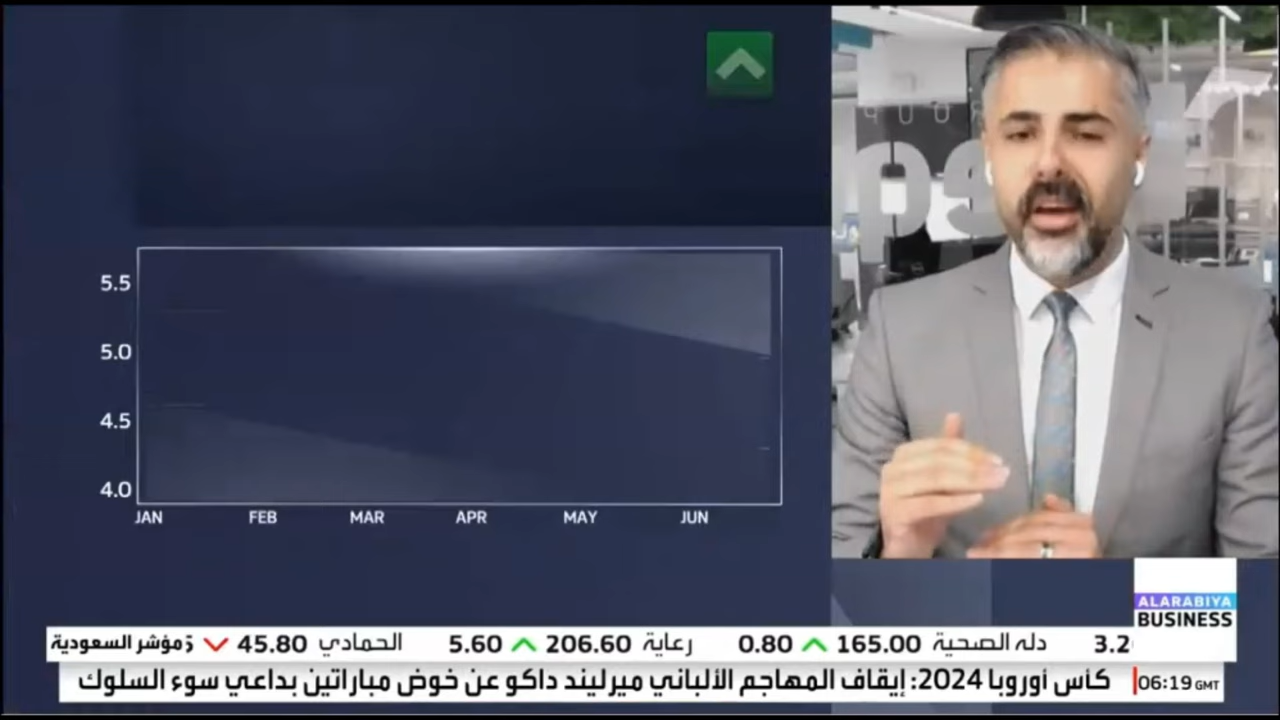 5.5
5.0
4.5
4.0
JAN FEB MAR APR MAY JUN
ALARABIYA
BUSINESS
دله الصحية 165.00 0.80 رعاية 206.60 5.60 الحمادي 45.80 مؤشر السعودية
كأس أوروبا 2024: إيقاف المهاجم الألباني ميرليند داكو عن خوض مباراتين بداعي سوء السلوك
06:19 GMT